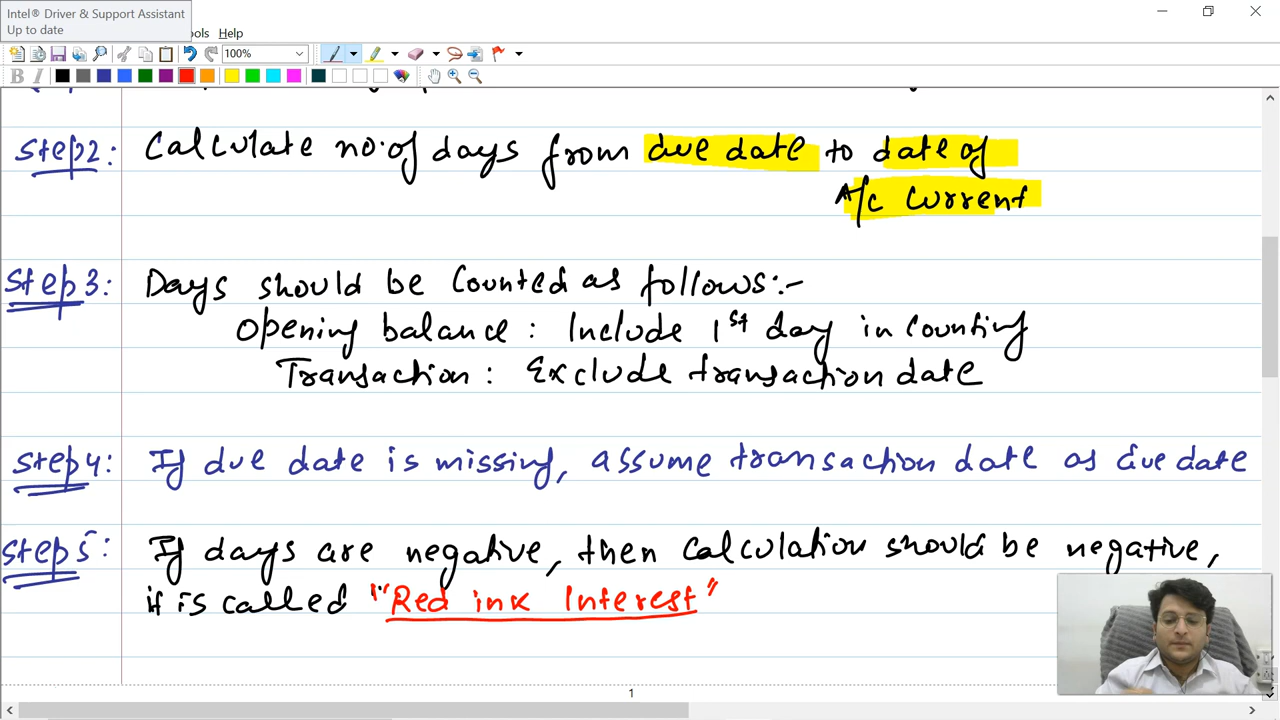 Intel® Driver & Support Assistant
Up to date
ols Help
100%
B I
Step2: Calculate no. of days from due date to date of
A/c Current
Step 3: Days should be Counted as follows:-
Opening balance: Include 1st day in counting
Transaction: Exclude transaction date
Step4: If due date is missing, assume transaction date as due date
Step5: If days are negative, then calculation should be negative,
it is called "Red ink Interest"
1